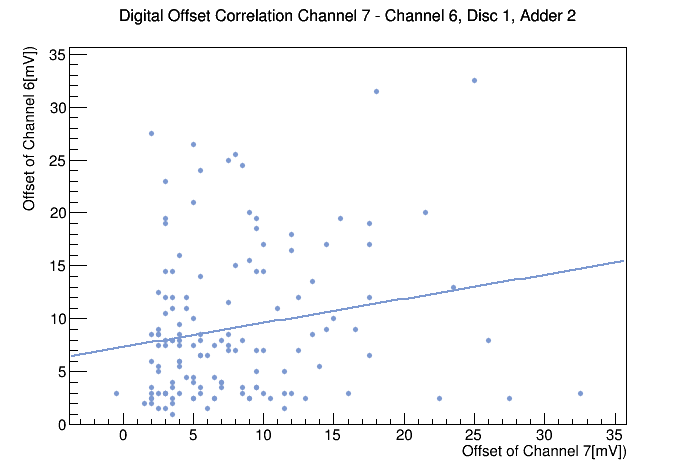 Digital Offset Correlation Channel 7 - Channel 6, Disc 1, Adder 2
Offset of Channel 6[mV])
35
30
25
20
15
10
5
0
0 5 10 15 20 25 30 35
Offset of Channel 7[mV])